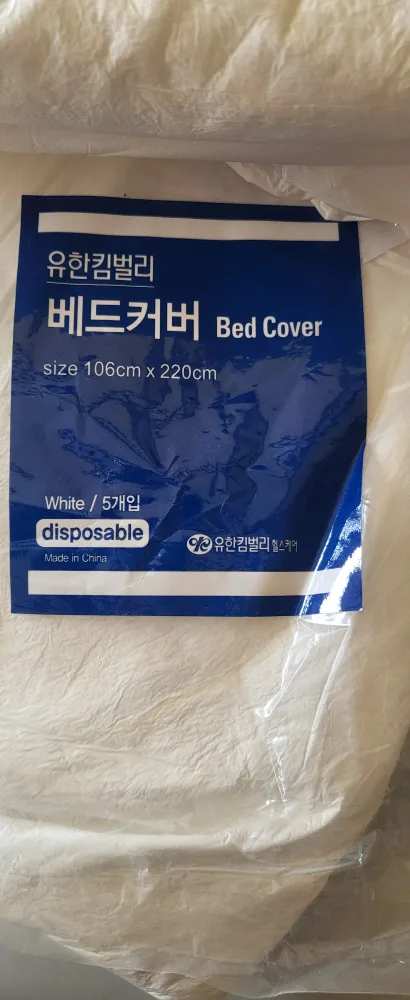 유한킴벌리
베드커버 Bed Cover
size 106cm x 220cm
White / 5개입
disposable
유한킴벌리 헬스케어
Made in China